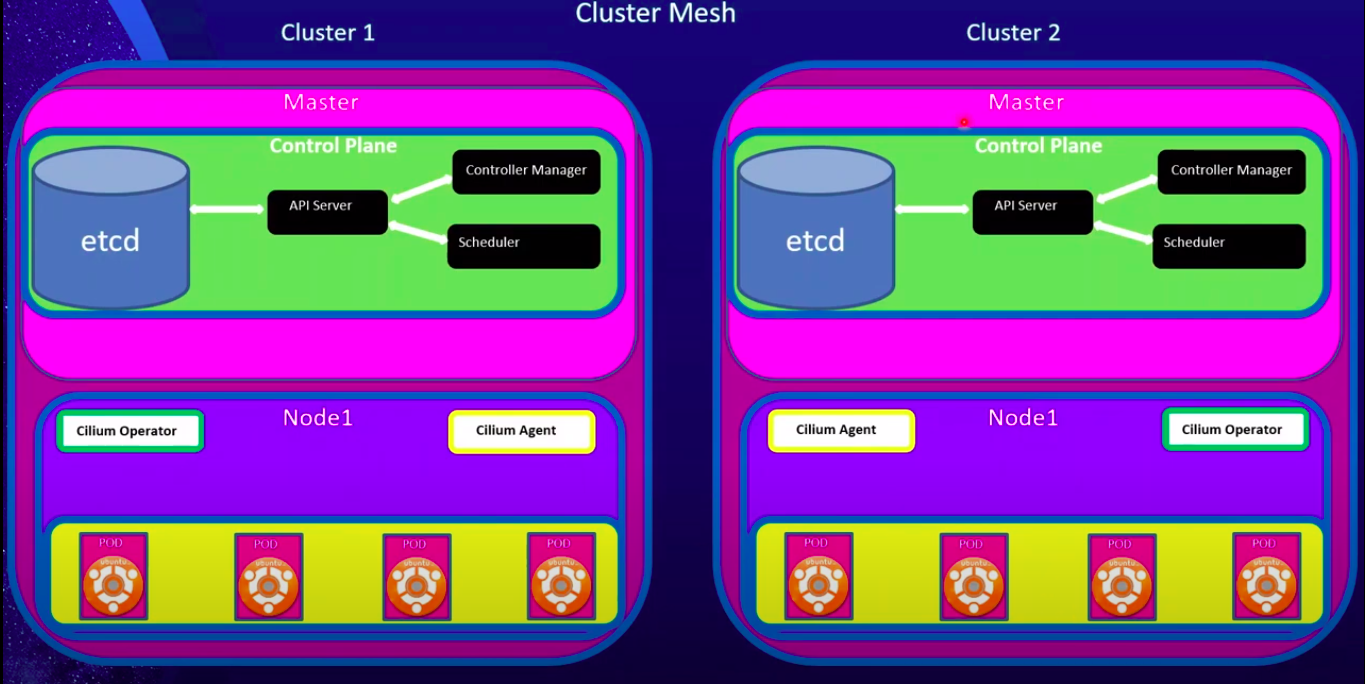 Cluster Mesh
Cluster 1
Cluster 2
Master
Control Plane
etcd
API Server
Controller Manager
Scheduler
Node1
Cilium Operator
Cilium Agent
POD
ubuntu
POD
ubuntu
POD
ubuntu
POD
ubuntu
Master
Control Plane
etcd
API Server
Controller Manager
Scheduler
Node1
Cilium Agent
Cilium Operator
POD
ubuntu
POD
ubuntu
POD
ubuntu
POD
ubuntu